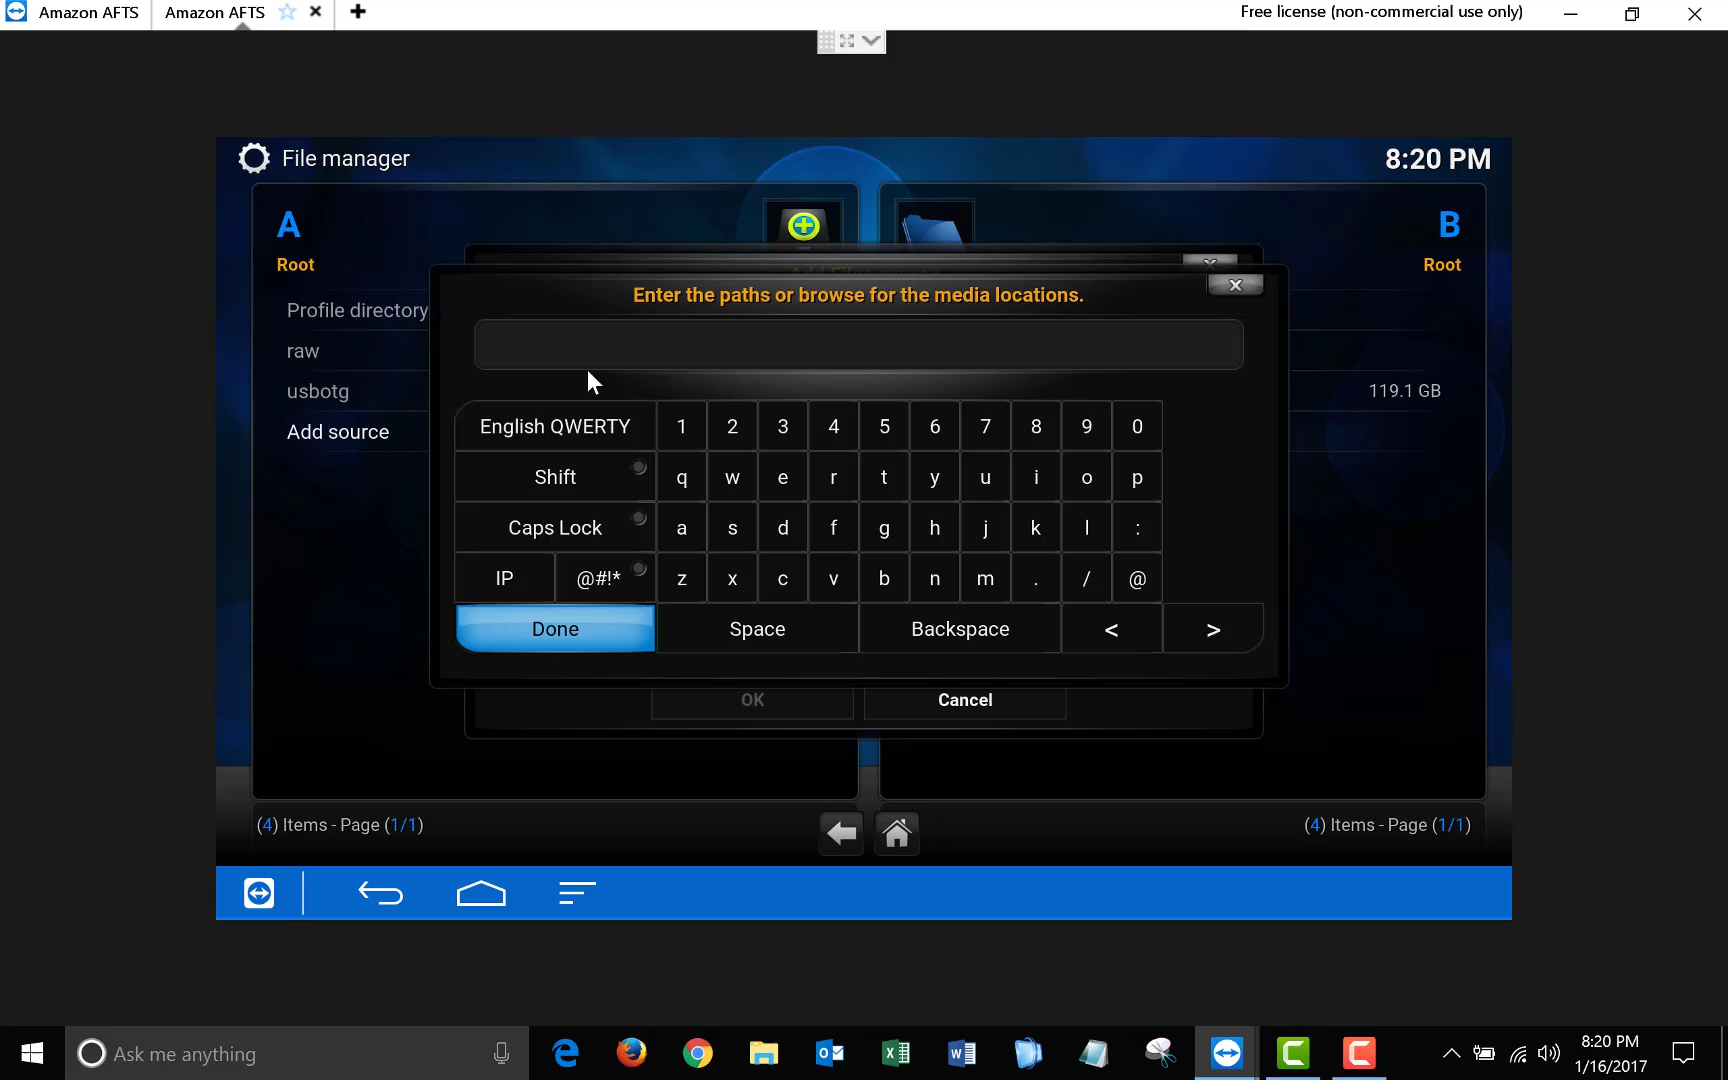 Amazon AFTS
Amazon AFTS
Free license (non-commercial use only)
File manager
8:20 PM
A
B
Root
Root
Enter the paths or browse for the media locations.
Profile directory
raw
usbotg
119.1 GB
Add source
English QWERTY 1 2 3 4 5 6 7 8 9 0
Shift q w e r t y u i o p
Caps Lock a s d f g h j k l :
IP @#!* z x c v b n m . / @
Done Space Backspace < >
OK Cancel
(4) Items - Page (1/1)
(4) Items - Page (1/1)
Ask me anything
8:20 PM
1/16/2017